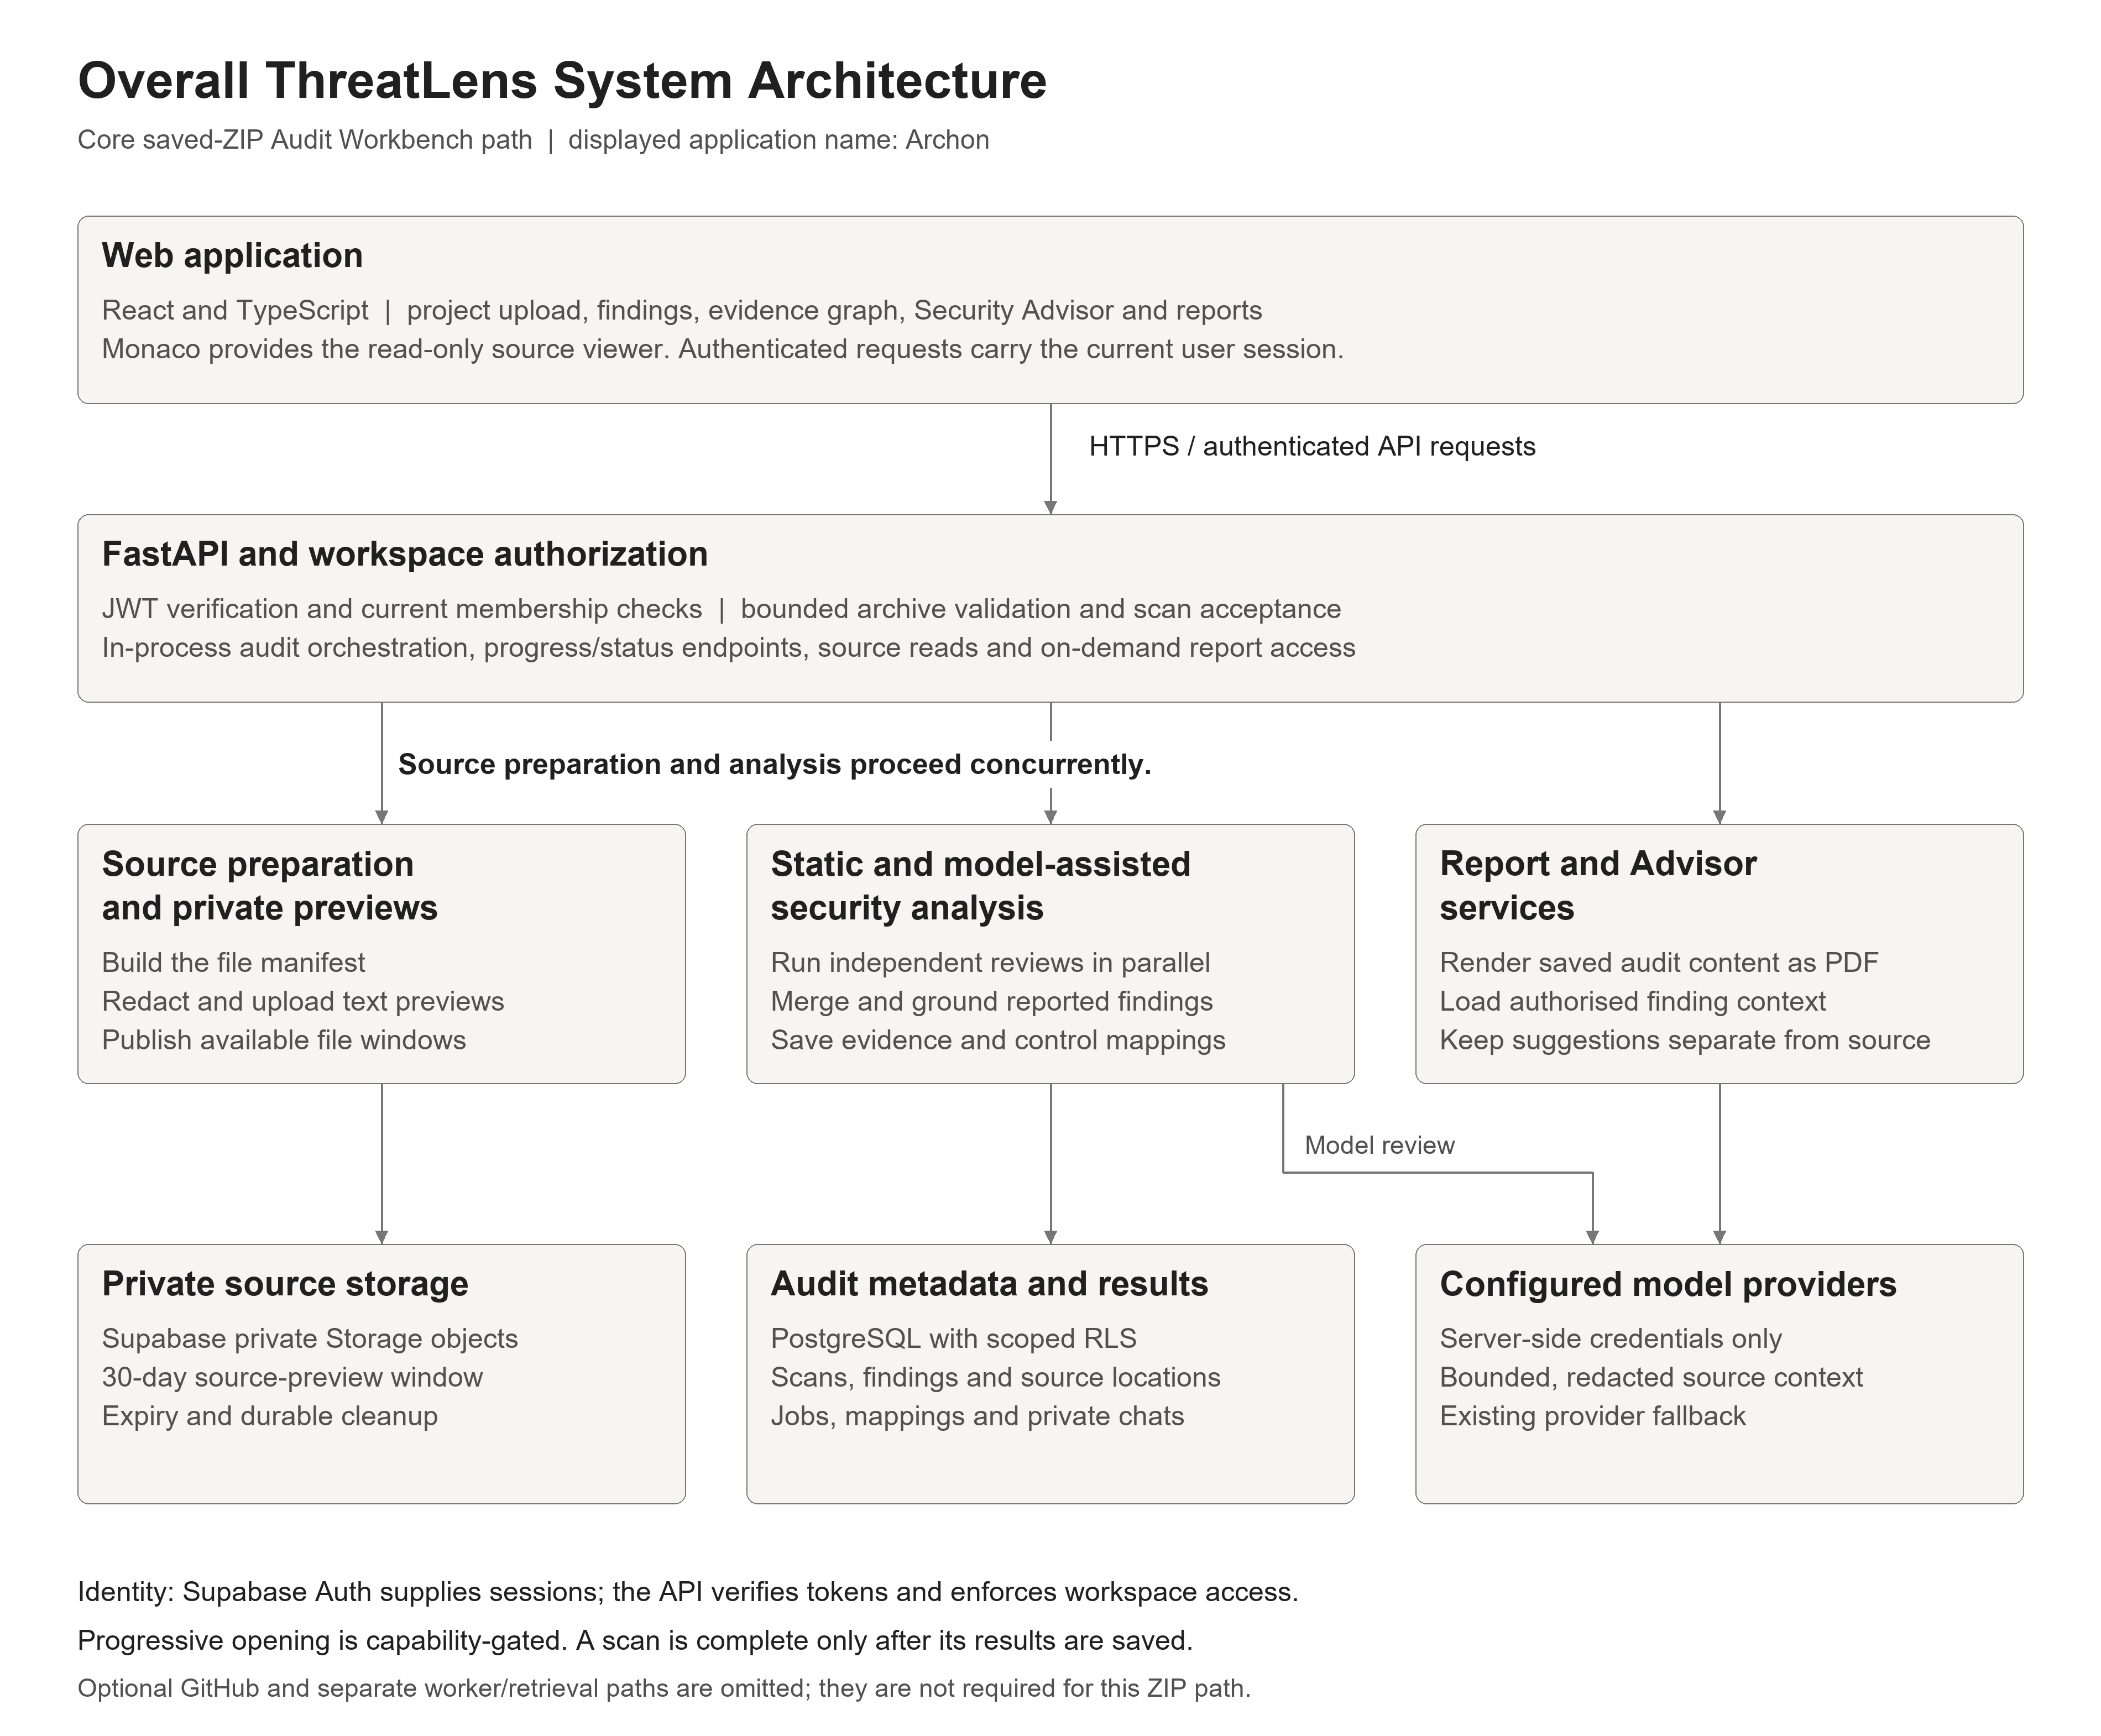 Overall ThreatLens System Architecture
Core saved-ZIP Audit Workbench path | displayed application name: Archon
Web application
React and TypeScript | project upload, findings, evidence graph, Security Advisor and reports
Monaco provides the read-only source viewer. Authenticated requests carry the current user session.
HTTPS / authenticated API requests
FastAPI and workspace authorization
JWT verification and current membership checks | bounded archive validation and scan acceptance
In-process audit orchestration, progress/status endpoints, source reads and on-demand report access
Source preparation and analysis proceed concurrently.
Source preparation
and private previews
Build the file manifest
Redact and upload text previews
Publish available file windows
Static and model-assisted
security analysis
Run independent reviews in parallel
Merge and ground reported findings
Save evidence and control mappings
Report and Advisor
services
Render saved audit content as PDF
Load authorised finding context
Keep suggestions separate from source
Model review
Private source storage
Supabase private Storage objects
30-day source-preview window
Expiry and durable cleanup
Audit metadata and results
PostgreSQL with scoped RLS
Scans, findings and source locations
Jobs, mappings and private chats
Configured model providers
Server-side credentials only
Bounded, redacted source context
Existing provider fallback
Identity: Supabase Auth supplies sessions; the API verifies tokens and enforces workspace access.
Progressive opening is capability-gated. A scan is complete only after its results are saved.
Optional GitHub and separate worker/retrieval paths are omitted; they are not required for this ZIP path.